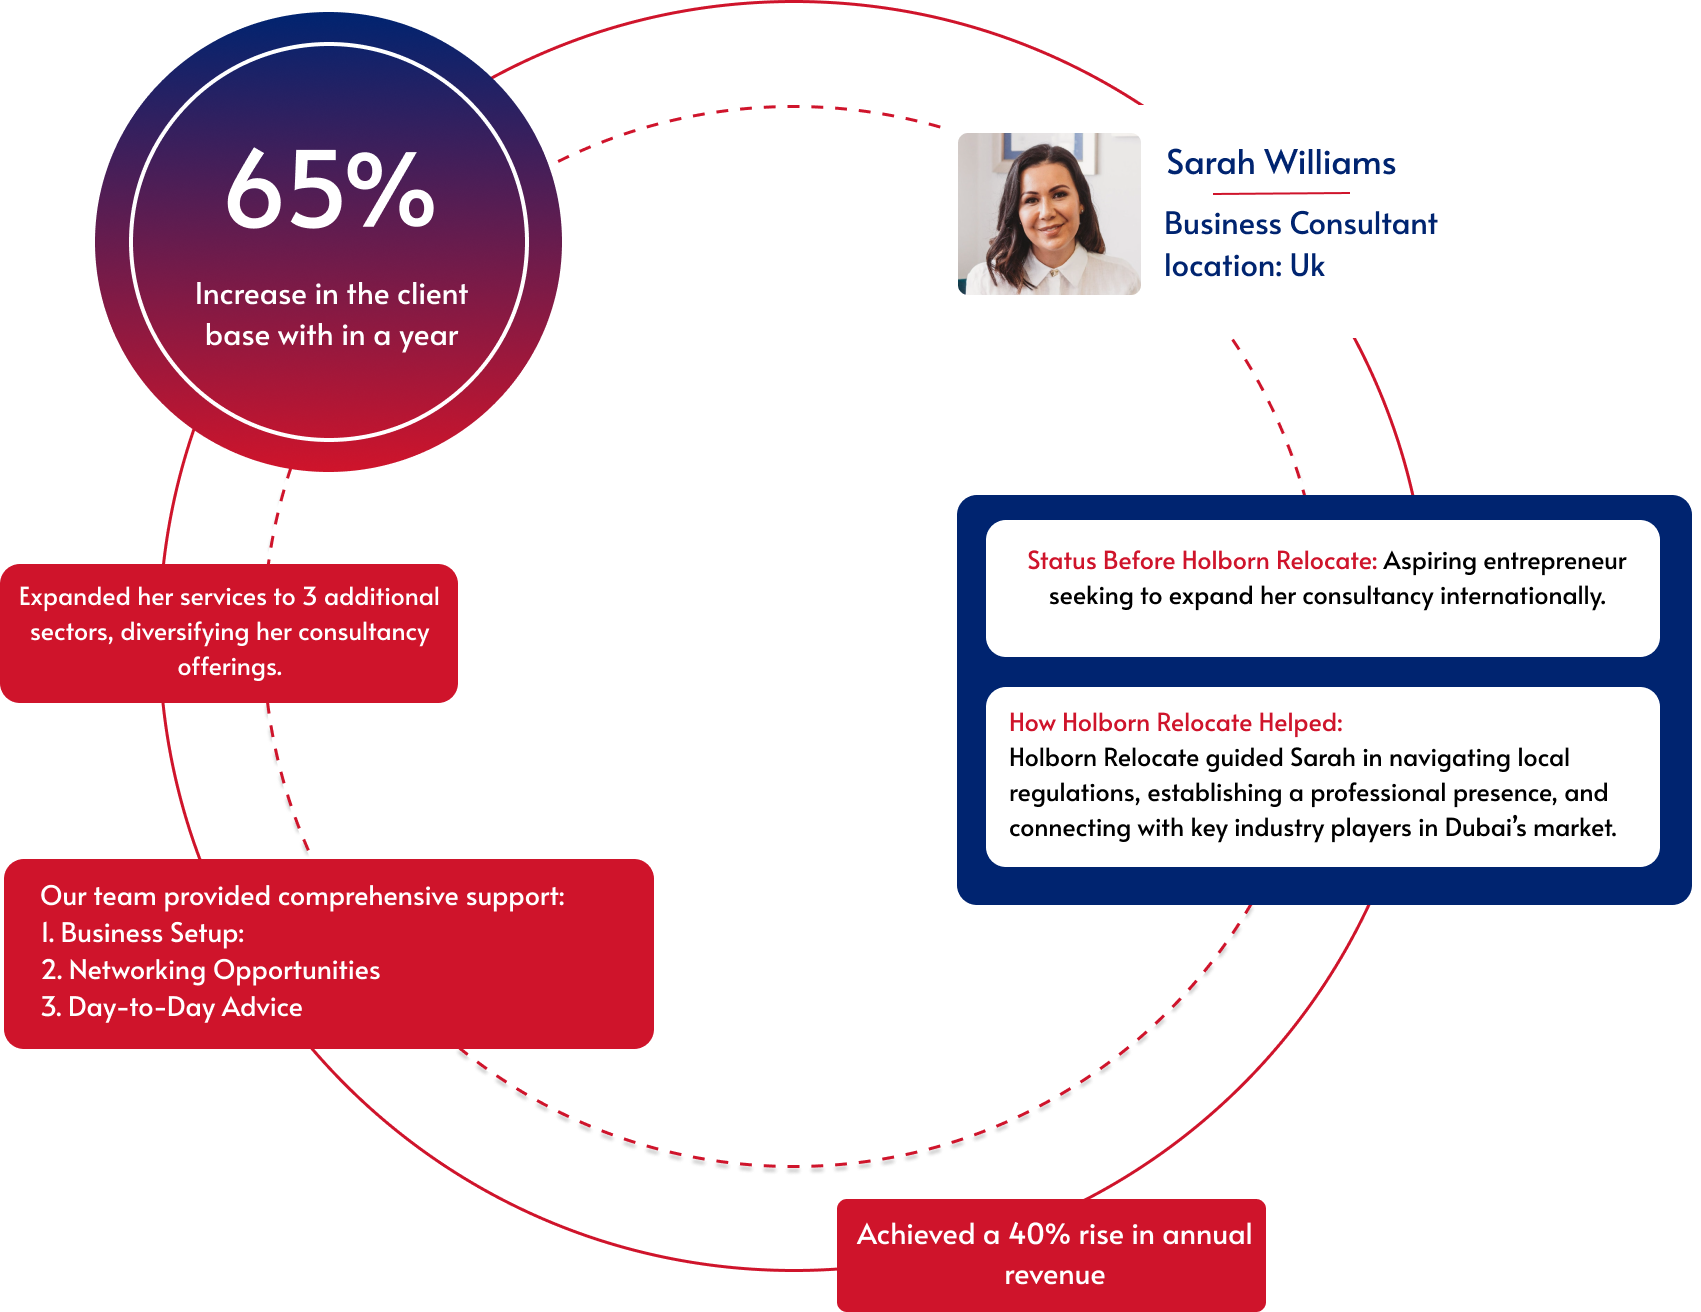 65%
Increase in the client
base with in a year
Sarah Williams
Business Consultant
location: Uk
Status Before Holborn Relocate: Aspiring entrepreneur
seeking to expand her consultancy internationally.
How Holborn Relocate Helped:
Holborn Relocate guided Sarah in navigating local
regulations, establishing a professional presence, and
connecting with key industry players in Dubai’s market.
Expanded her services to 3 additional
sectors, diversifying her consultancy
offerings.
Our team provided comprehensive support:
1. Business Setup:
2. Networking Opportunities
3. Day-to-Day Advice
Achieved a 40% rise in annual
revenue